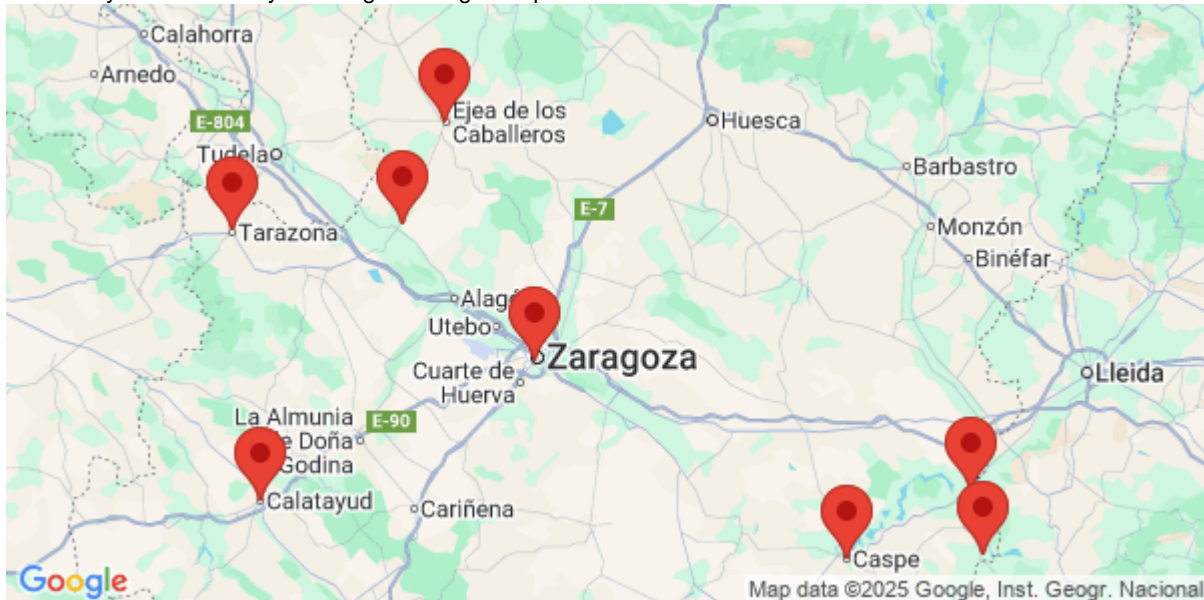 Calahorra
Arnedo
Ejea de los
Caballeros
E-804
Huesca
Tudela
Barbastro
E-7
Tarazona
Monzón
Binéfar
Utebo
Zaragoza
Cuarte de
Huerva
Lleida
La Almunia
E-90
Doña
Godina
Calatayud
Cariñena
Caspe
Google
Map data ©2025 Google, Inst. Geogr. Nacional